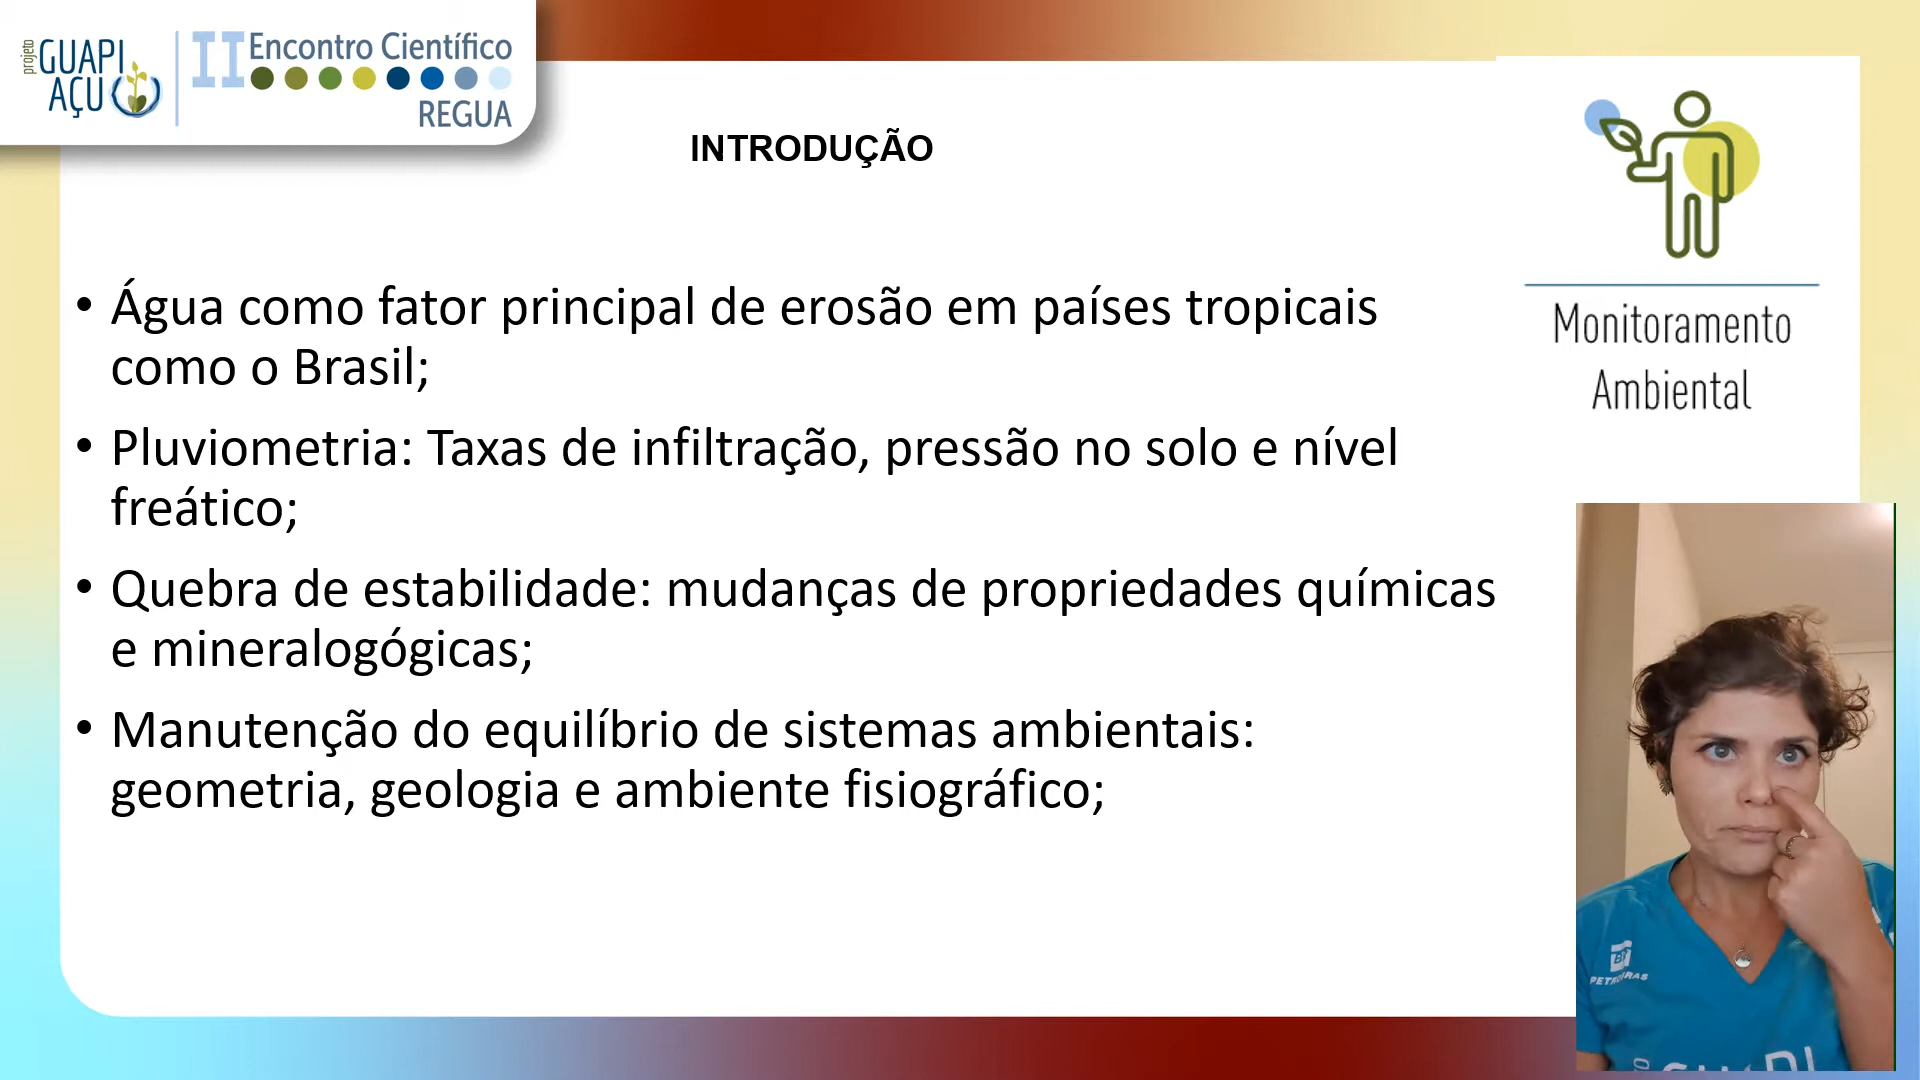 projeto
GUAPI
AÇU
II Encontro Científico
REGUA
INTRODUÇÃO
• Água como fator principal de erosão em países tropicais
como o Brasil;
• Pluviometria: Taxas de infiltração, pressão no solo e nível
freático;
• Quebra de estabilidade: mudanças de propriedades químicas
e mineralogógicas;
• Manutenção do equilíbrio de sistemas ambientais:
geometria, geologia e ambiente fisiográfico;
Monitoramento
Ambiental
BR
PETROBRAS